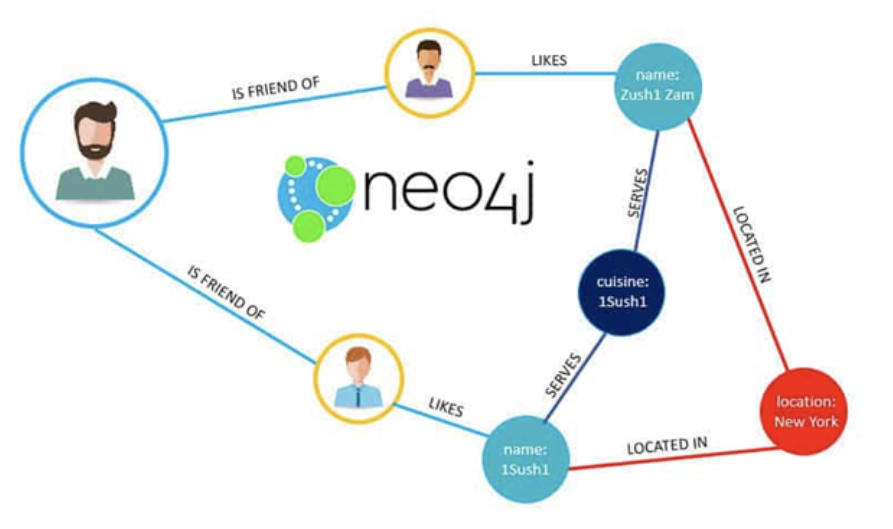 IS FRIEND OF
LIKES
name:
Zush1 Zam
neo4j
SERVES
LOCATED IN
cuisine:
1Sush1
IS FRIEND OF
SERVES
LIKES
name:
1Sush1
LOCATED IN
location:
New York